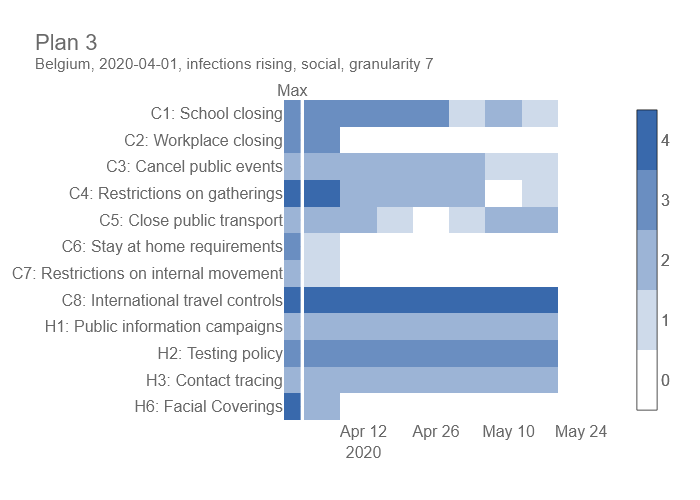 Plan 3
Belgium, 2020-04-01, infections rising, social, granularity 7
Max
C1: School closing
C2: Workplace closing
C3: Cancel public events
C4: Restrictions on gatherings
C5: Close public transport
C6: Stay at home requirements
C7: Restrictions on internal movement
C8: International travel controls
H1: Public information campaigns
H2: Testing policy
H3: Contact tracing
H6: Facial Coverings
Apr 12 Apr 26 May 10 May 24
2020
4
3
2
1
0